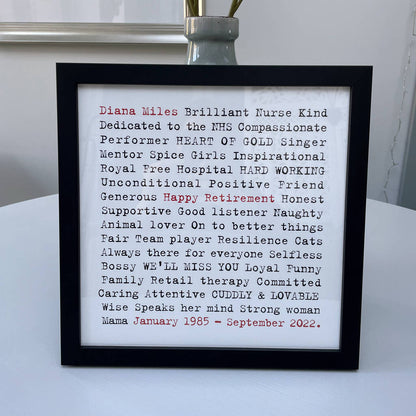 Diana Miles Brilliant Nurse Kind
Dedicated to the NHS Compassionate
Performer HEART OF GOLD Singer
Mentor Spice Girls Inspirational
Royal Free Hospital HARD WORKING
Unconditional Positive Friend
Generous Happy Retirement Honest
Supportive Good listener Naughty
Animal lover On to better things
Fair Team player Resilience Cats
Always there for everyone Selfless
Bossy WE'LL MISS YOU Loyal Funny
Family Retail therapy Committed
Caring Attentive CUDDLY & LOVABLE
Wise Speaks her mind Strong woman
Mama January 1985 - September 2022.